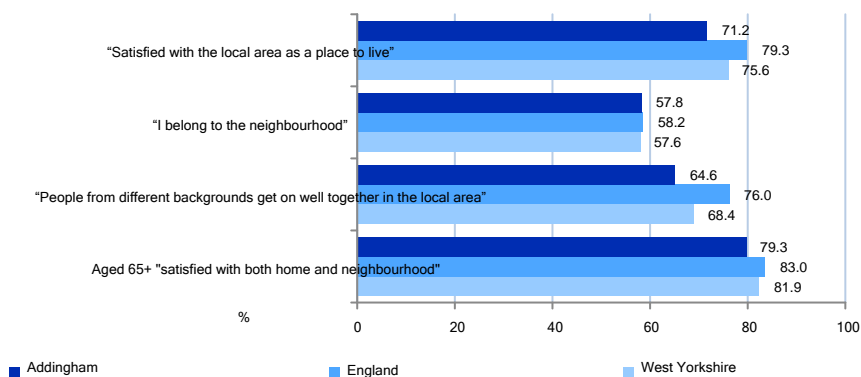 71.2
“Satisfied with the local area as a place to live”
79.3
75.6
57.8
“I belong to the neighbourhood”
58.2
57.6
64.6
“People from different backgrounds get on well together in the local area”
76.0
68.4
79.3
Aged 65+ "satisfied with both home and neighbourhood"
83.0
81.9
%
0 20 40 60 80 100
Addingham England West Yorkshire